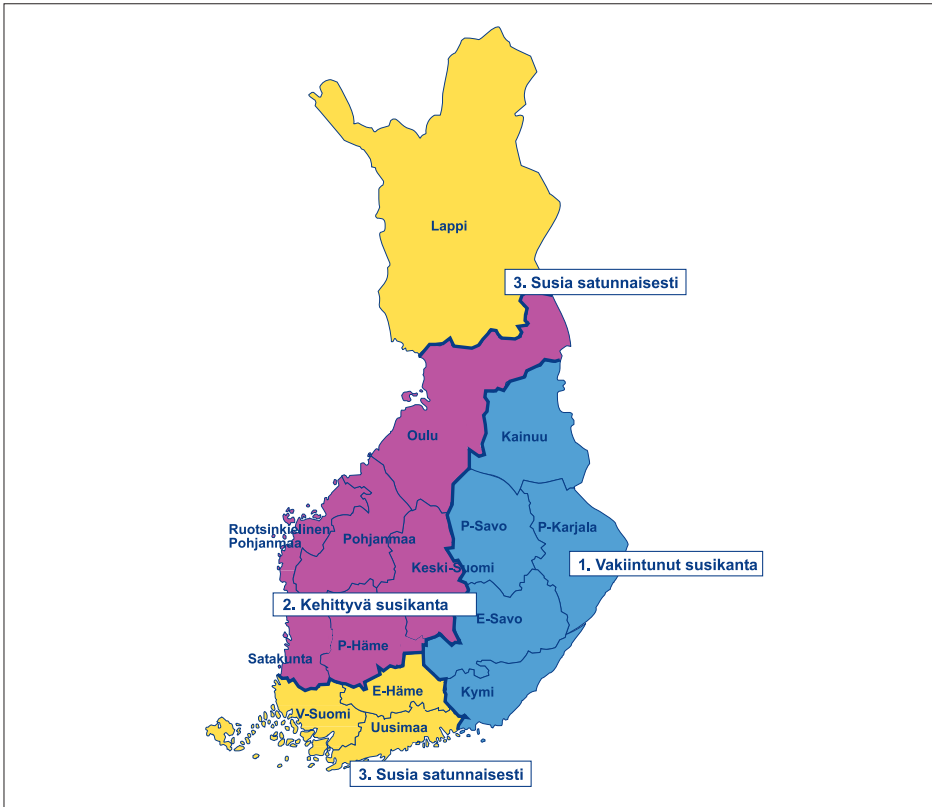 Lappi
3. Susia satunnaisesti
Oulu
Kainuu
P-Savo
P-Karjala
Ruotsinkielinen
Pohjanmaa
Pohjanmaa
Keski-Suomi
1. Vakiintunut susikanta
2. Kehittyvä susikanta
E-Savo
P-Häme
Satakunta
E-Häme
Kymi
V-Suomi
Uusimaa
3. Susia satunnaisesti